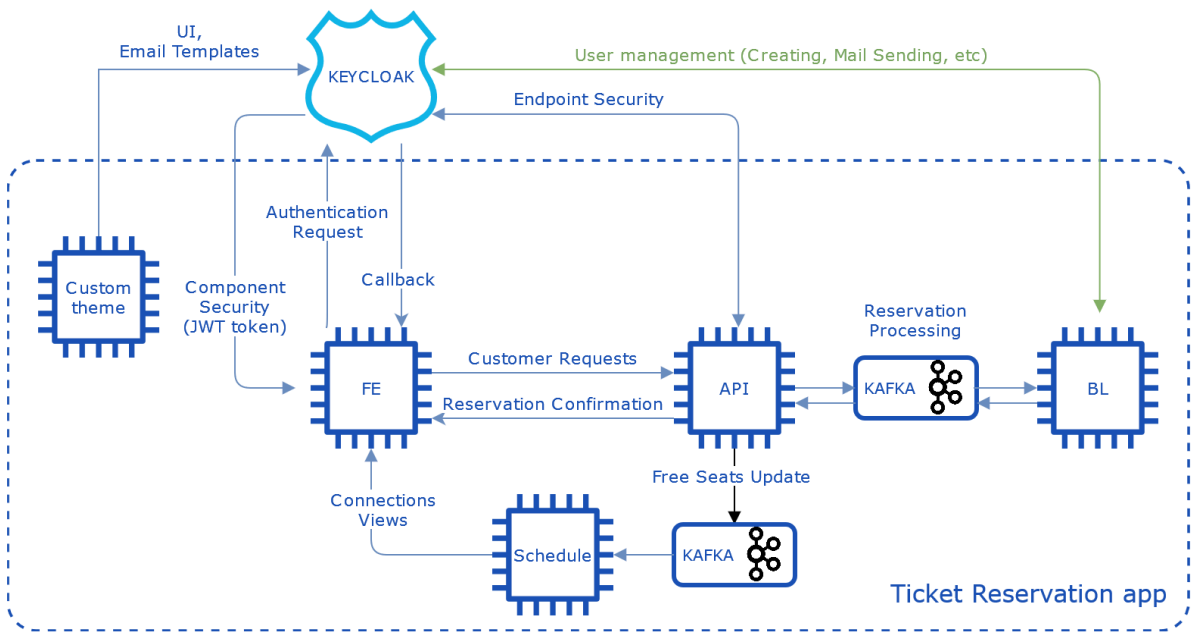 UI,
Email Templates
KEYCLOAK
User management (Creating, Mail Sending, etc)
Endpoint Security
Authentication
Request
Callback
Custom
theme
Component
Security
(JWT token)
Reservation
Processing
FE
Customer Requests
Reservation Confirmation
API
KAFKA
BL
Free Seats Update
Connections
Views
Schedule
KAFKA
Ticket Reservation app